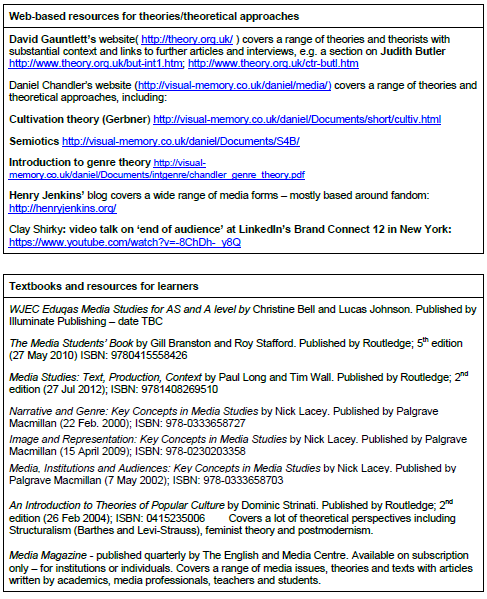 Web-based resources for theories/theoretical approaches
David Gauntlett's website( http://theory.org.uk/ ) covers a range of theories and theorists with
substantial context and links to further articles and interviews, e.g. a section on Judith Butler
http://www.theory.org.uk/but-int1.htm; http://www.theory.org.uk/ctr-butl.htm
Daniel Chandler's website (http://visual-memory.co.uk/daniel/media/) covers a range of theories and
theoretical approaches, including:
Cultivation theory (Gerbner) http://visual-memory.co.uk/daniel/Documents/short/cultiv.html
Semiotics http://visual-memory.co.uk/daniel/Documents/S4B/
Introduction to genre theory http://visual-
memory.co.uk/daniel/Documents/intgenre/chandler_genre_theory.pdf
Henry Jenkins' blog covers a wide range of media forms – mostly based around fandom:
http://henryjenkins.org/
Clay Shirky: video talk on 'end of audience' at LinkedIn's Brand Connect 12 in New York:
https://www.youtube.com/watch?v=-8ChDh-_y8Q
Textbooks and resources for learners
WJEC Eduqas Media Studies for AS and A level by Christine Bell and Lucas Johnson. Published by
Illuminate Publishing – date TBC
The Media Students' Book by Gill Branston and Roy Stafford. Published by Routledge; 5th edition
(27 May 2010) ISBN: 9780415558426
Media Studies: Text, Production, Context by Paul Long and Tim Wall. Published by Routledge; 2nd
edition (27 Jul 2012); ISBN: 9781408269510
Narrative and Genre: Key Concepts in Media Studies by Nick Lacey. Published by Palgrave
Macmillan (22 Feb. 2000); ISBN: 978-0333658727
Image and Representation: Key Concepts in Media Studies by Nick Lacey. Published by Palgrave
Macmillan (15 April 2009); ISBN: 978-0230203358
Media, Institutions and Audiences: Key Concepts in Media Studies by Nick Lacey. Published by
Palgrave Macmillan (7 May 2002); ISBN: 978-0333658703
An Introduction to Theories of Popular Culture by Dominic Strinati. Published by Routledge; 2nd
edition (26 Feb 2004); ISBN: 0415235006 Covers a lot of theoretical perspectives including
Structuralism (Barthes and Levi-Strauss), feminist theory and postmodernism.
Media Magazine - published quarterly by The English and Media Centre. Available on subscription
only – for institutions or individuals. Covers a range of media issues, theories and texts with articles
written by academics, media professionals, teachers and students.